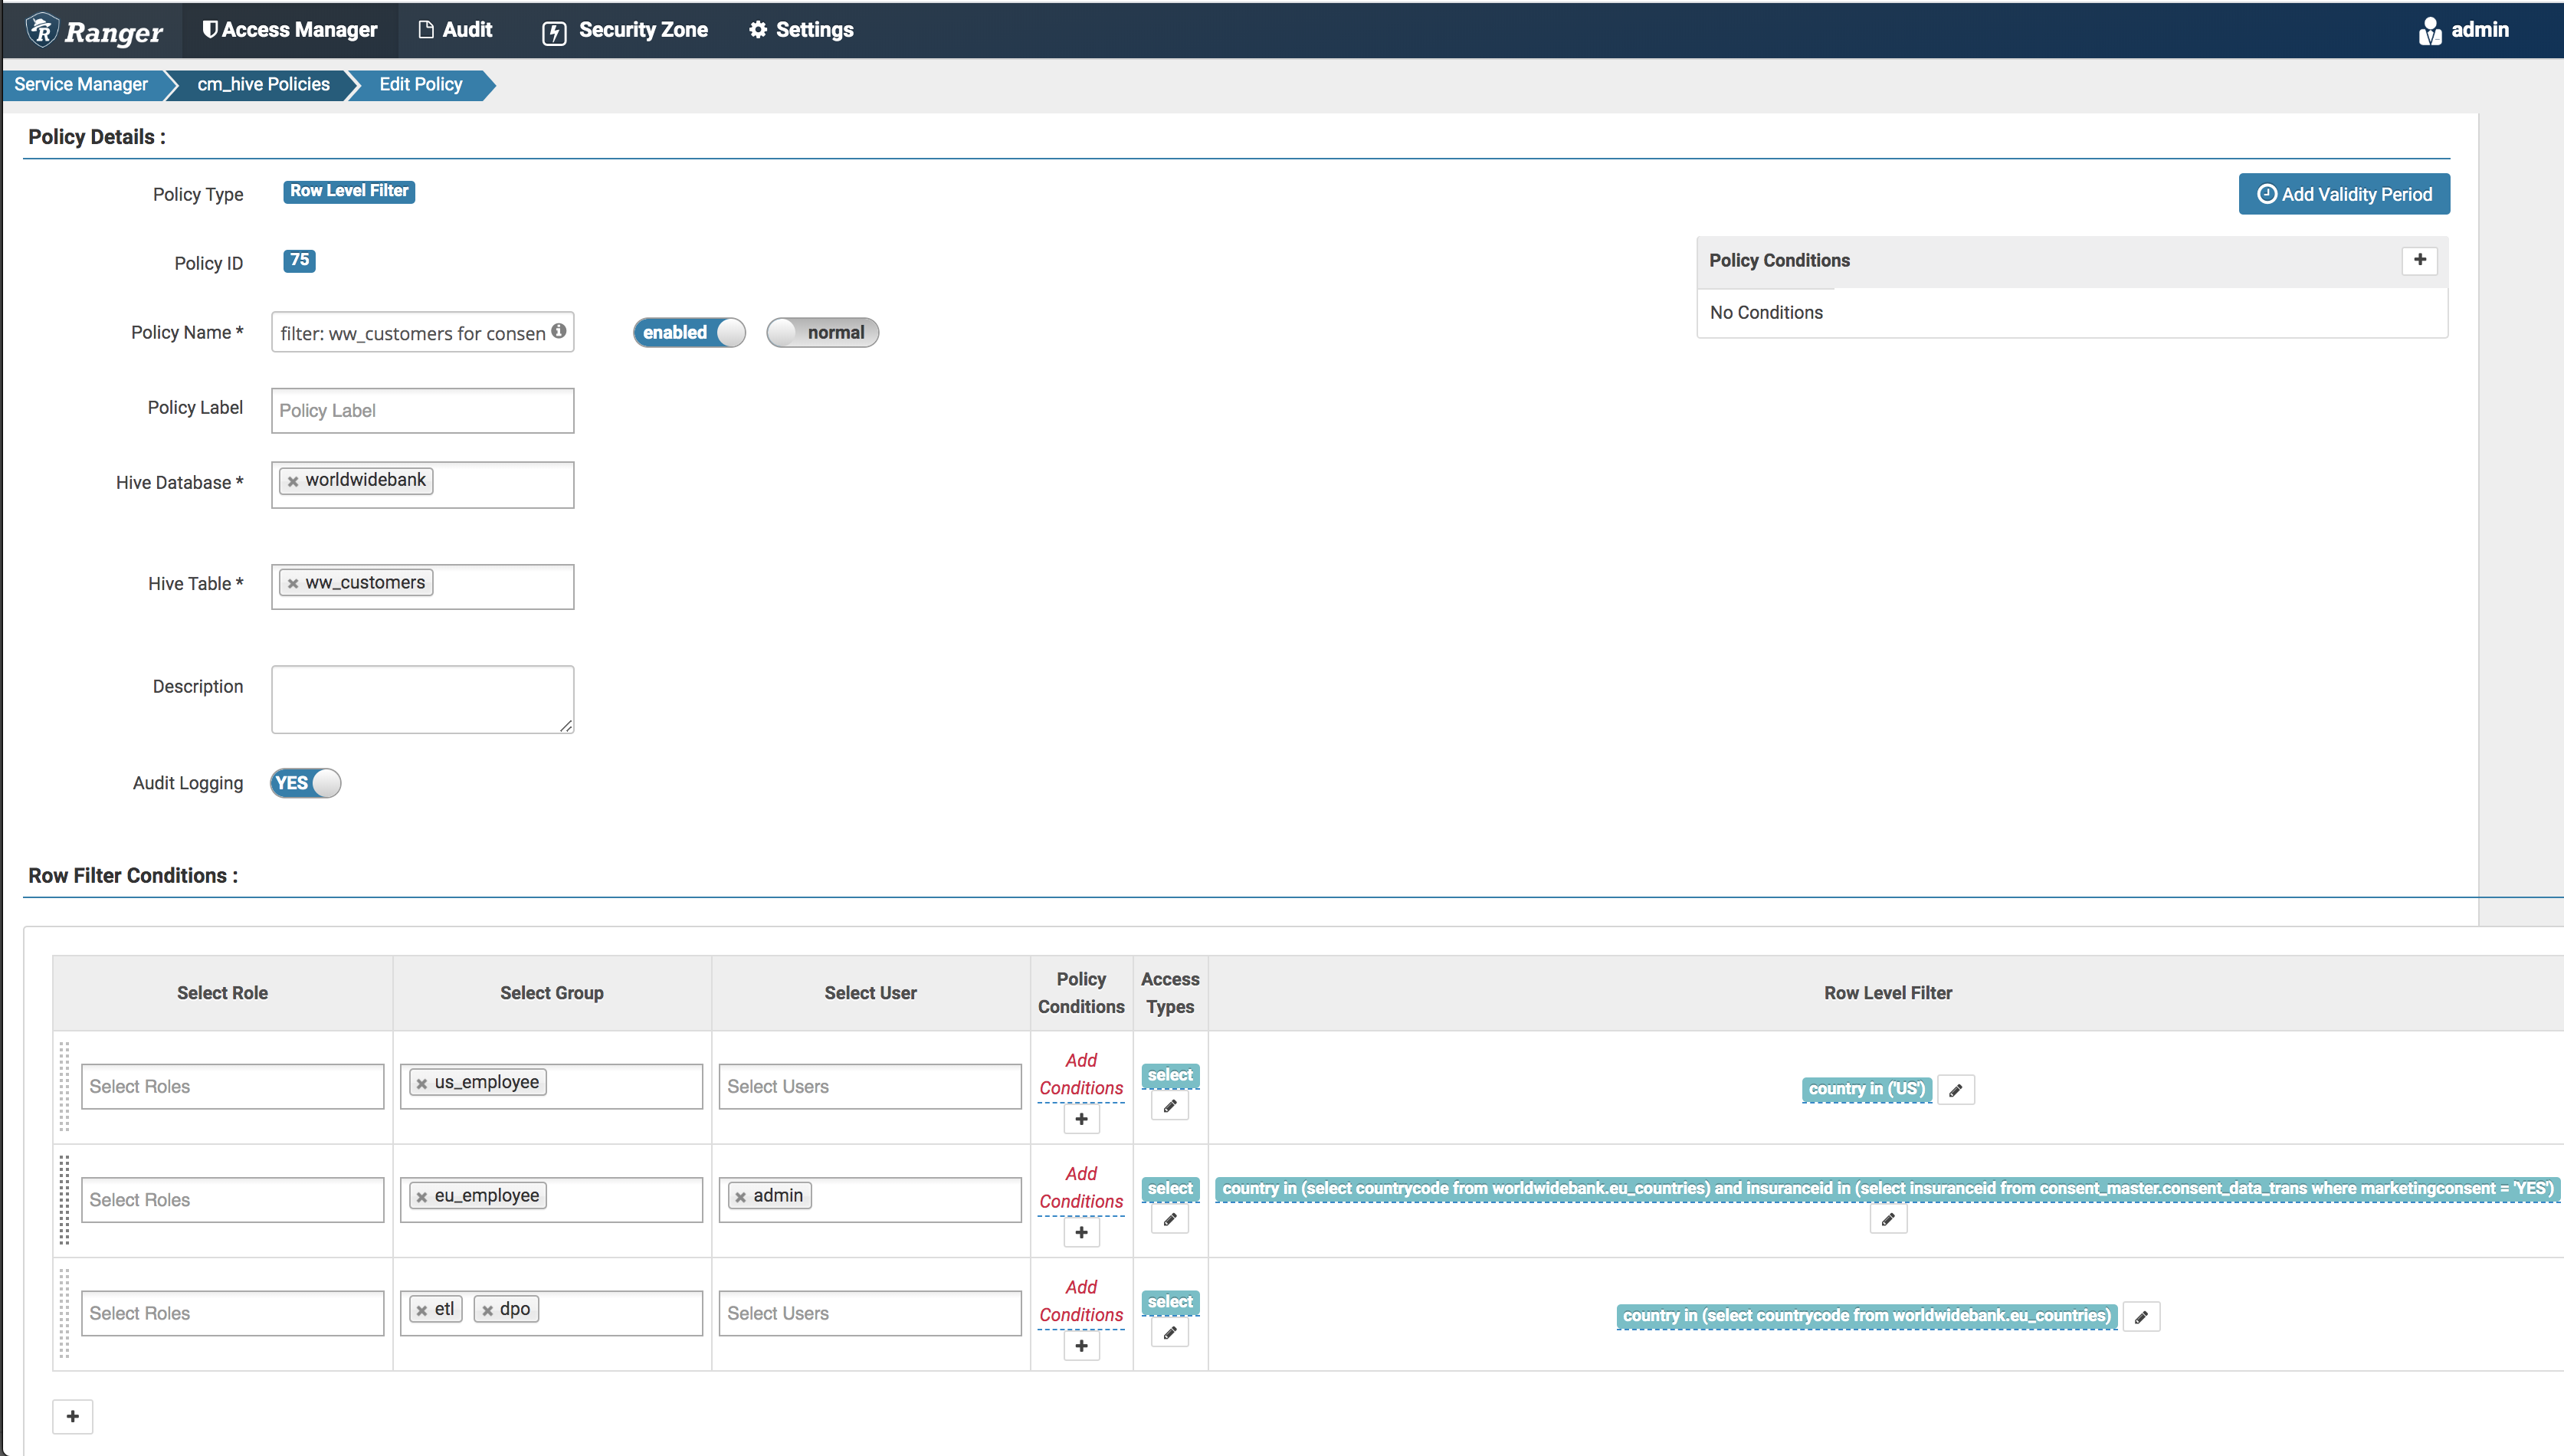 Ranger Access Manager Audit Security Zone Settings admin
Service Manager cm_hive Policies Edit Policy
Policy Details :
Policy Type Row Level Filter Add Validity Period
Policy ID 75
Policy Conditions +
No Conditions
Policy Name * filter: ww_customers for consen enabled normal
Policy Label Policy Label
Hive Database * × worldwidebank
Hive Table * × ww_customers
Description
Audit Logging YES
Row Filter Conditions :
Select Role Select Group Select User Policy Conditions Access Types Row Level Filter
Select Roles × us_employee Select Users Add Conditions + select country in ('US')
Select Roles × eu_employee × admin Add Conditions + select country in (select countrycode from worldwidebank.eu_countries) and insuranceid in (select insuranceid from consent_master.consent_data_trans where marketingconsent = 'YES')
Select Roles × etl × dpo Select Users Add Conditions + select country in (select countrycode from worldwidebank.eu_countries)
+